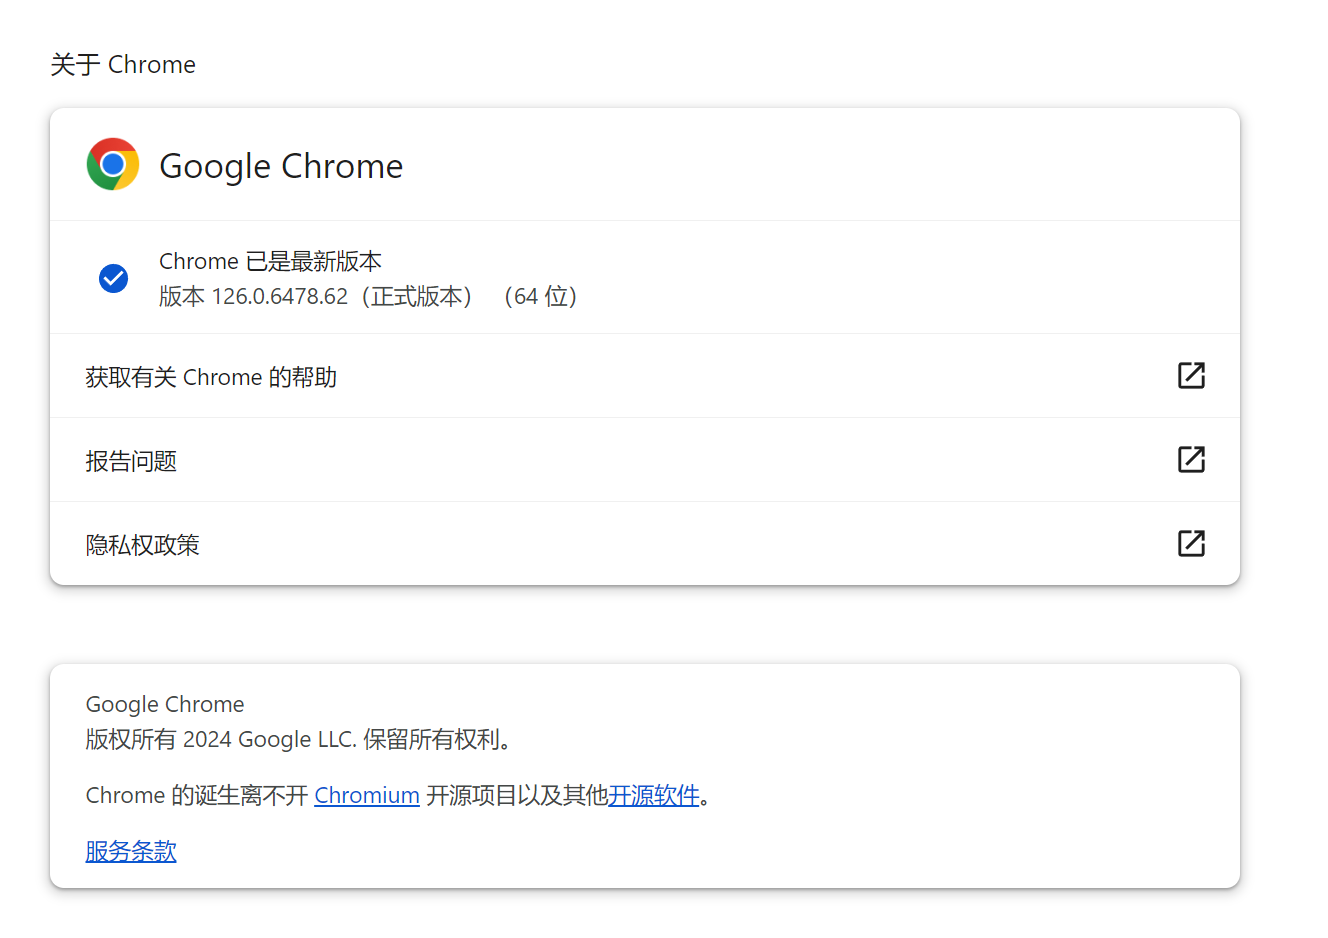 关于 Chrome
Google Chrome
Chrome 已是最新版本
版本 126.0.6478.62（正式版本） （64 位）
获取有关 Chrome 的帮助
报告问题
隐私权政策
Google Chrome
版权所有 2024 Google LLC. 保留所有权利。
Chrome 的诞生离不开 Chromium 开源项目以及其他开源软件。
服务条款